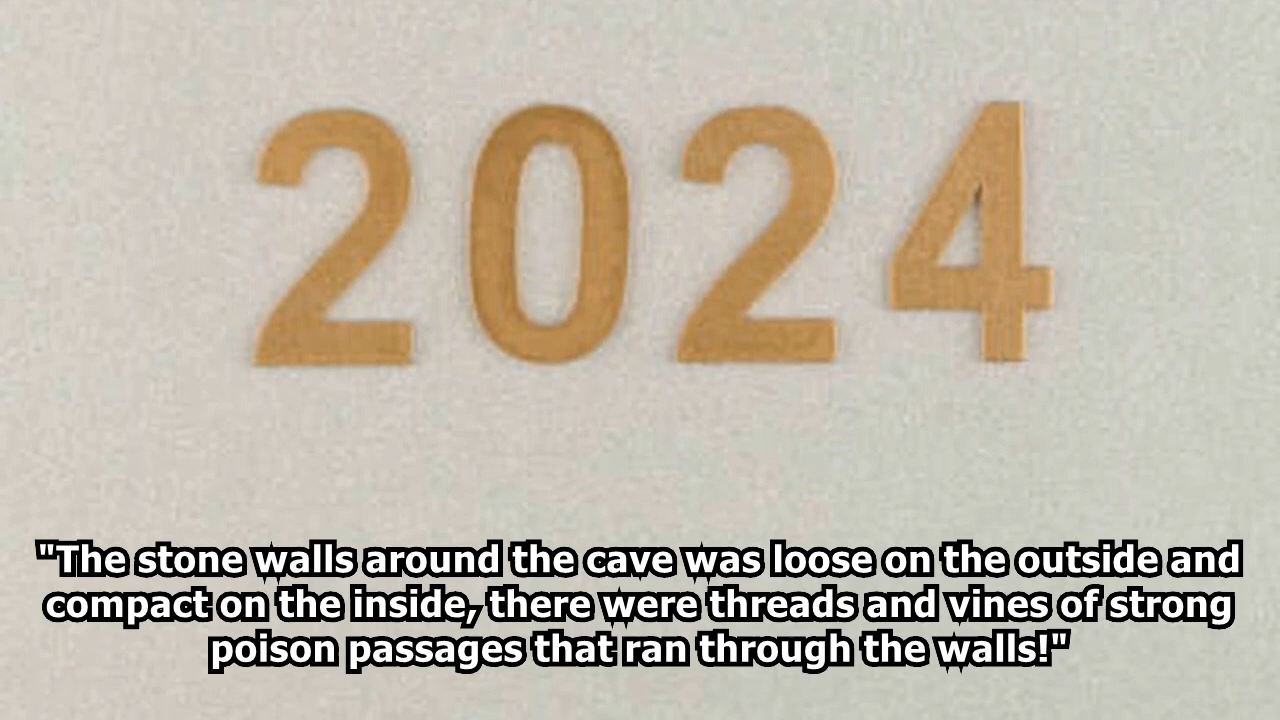 2024
"The stone walls around the cave was loose on the outside and
compact on the inside, there were threads and vines of strong
poison passages that ran through the walls!"